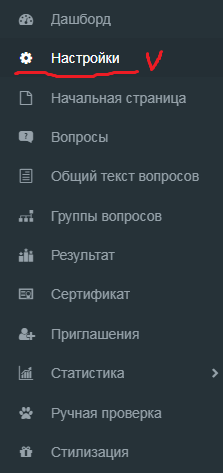 Дашборд
Настройки V
Начальная страница
Вопросы
Общий текст вопросов
Группы вопросов
Результат
Сертификат
Приглашения
Статистика
Ручная проверка
Стилизация